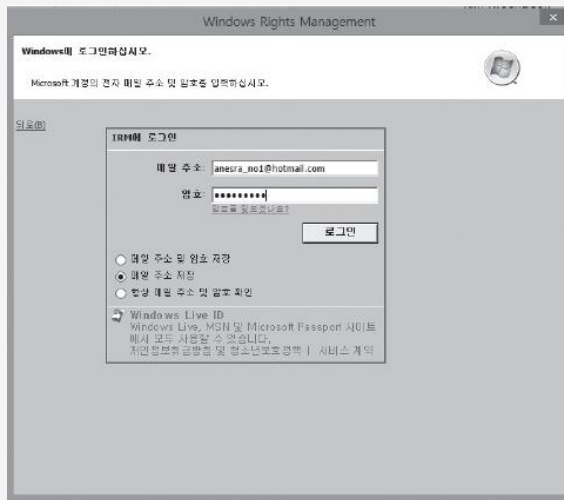 Windows Rights Management
Windows에 로그인하십시오.
Microsoft 계정의 전자 메일 주소 및 암호를 입력하십시오.
뒤로(B)
IRM에 로그인
메일 주소: anesra_no1@hotmail.com
암호: •••••••••
암호를 잊으셨나요?
로그인
메일 주소 및 암호 저장
메일 주소 저장
항상 메일 주소 및 암호 확인
Windows Live ID
Windows Live, MSN 및 Microsoft Passport 사이트
에서 모두 사용할 수 있습니다.
개인정보취급방침 및 청소년보호정책 | 서비스 계약